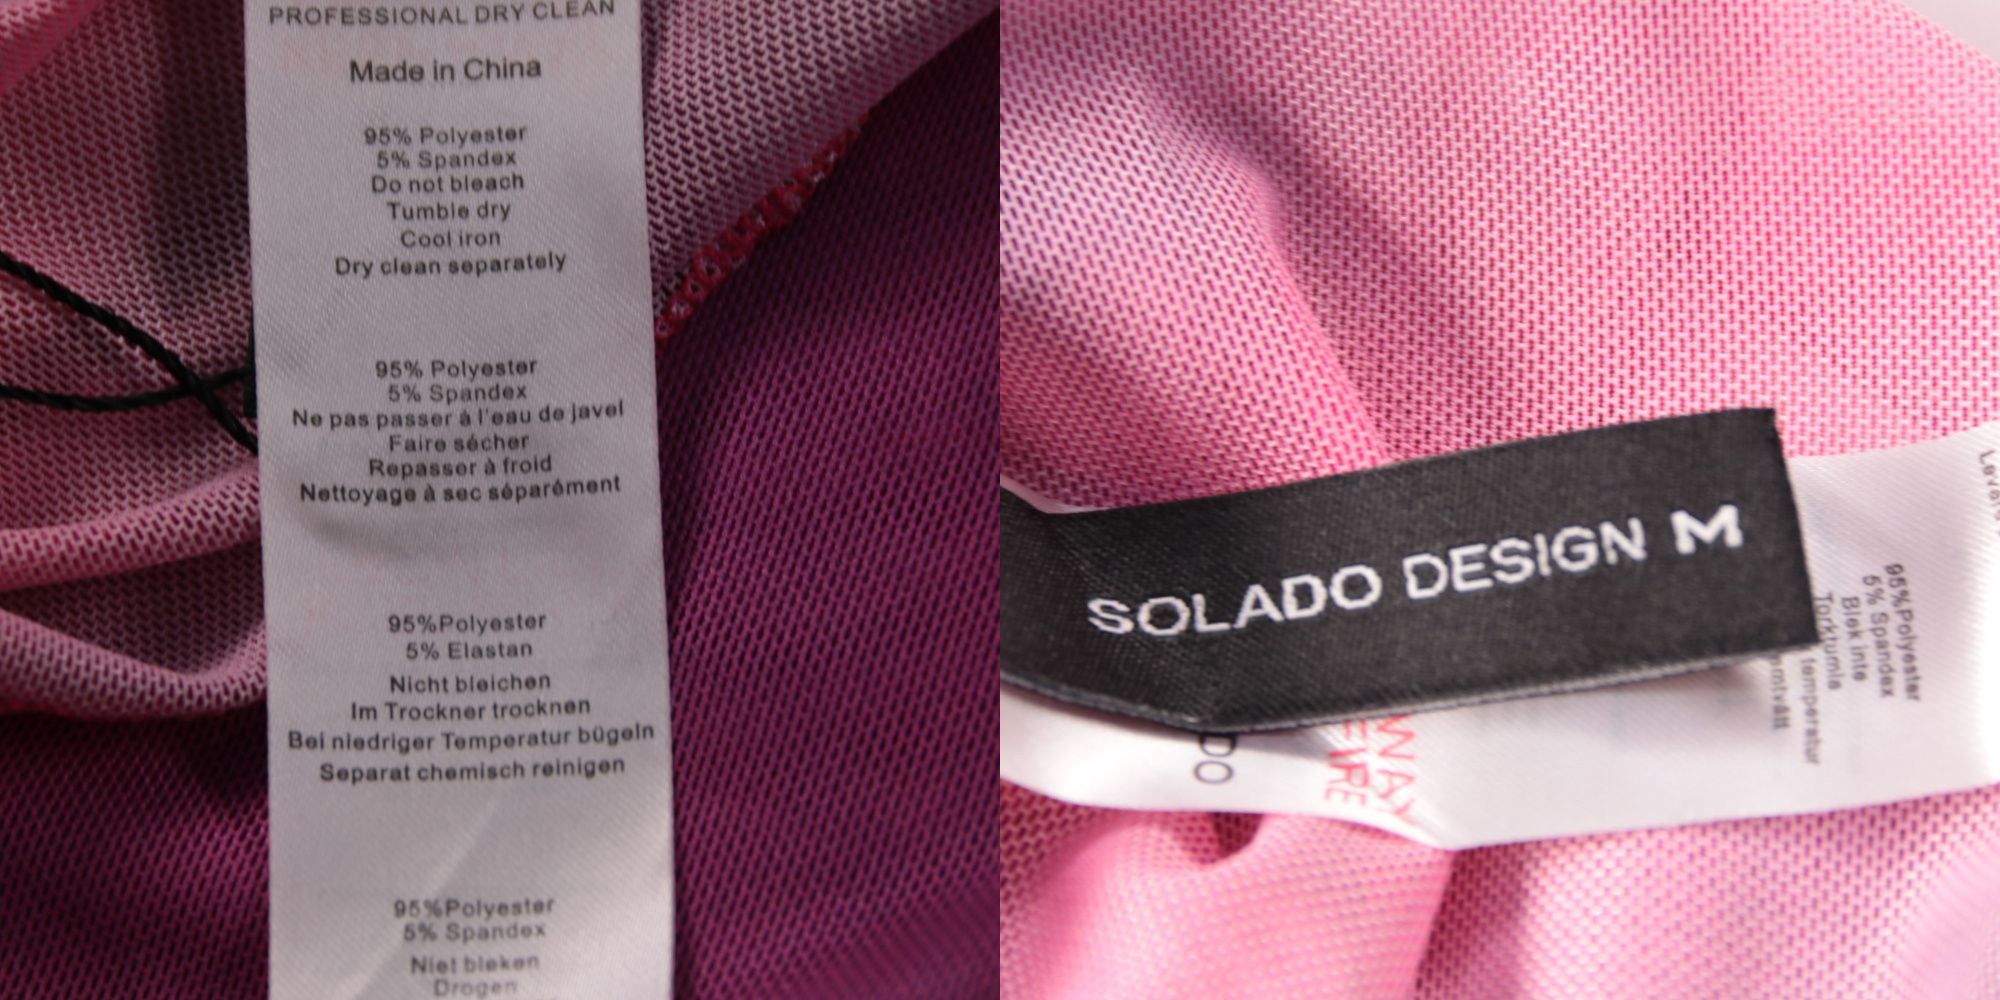 PROFESSIONAL DRY CLEAN
Made in China
95% Polyester
5% Spandex
Do not bleach
Tumble dry
Cool iron
Dry clean separately
95% Polyester
5% Spandex
Ne pas passer à l'eau de javel
Faire sécher
Repasser à froid
Nettoyage à sec séparément
95%Polyester
5% Elastan
Nicht bleichen
Im Trockner trocknen
Bei niedriger Temperatur bügeln
Separat chemisch reinigen
95%Polyester
5% Spandex
Niet bleken
Drogen
SOLADO DESIGN M
95%Polyester
5% Spandex
Blek inte
Torktumla
temperatur
WAY
FIRE
DO